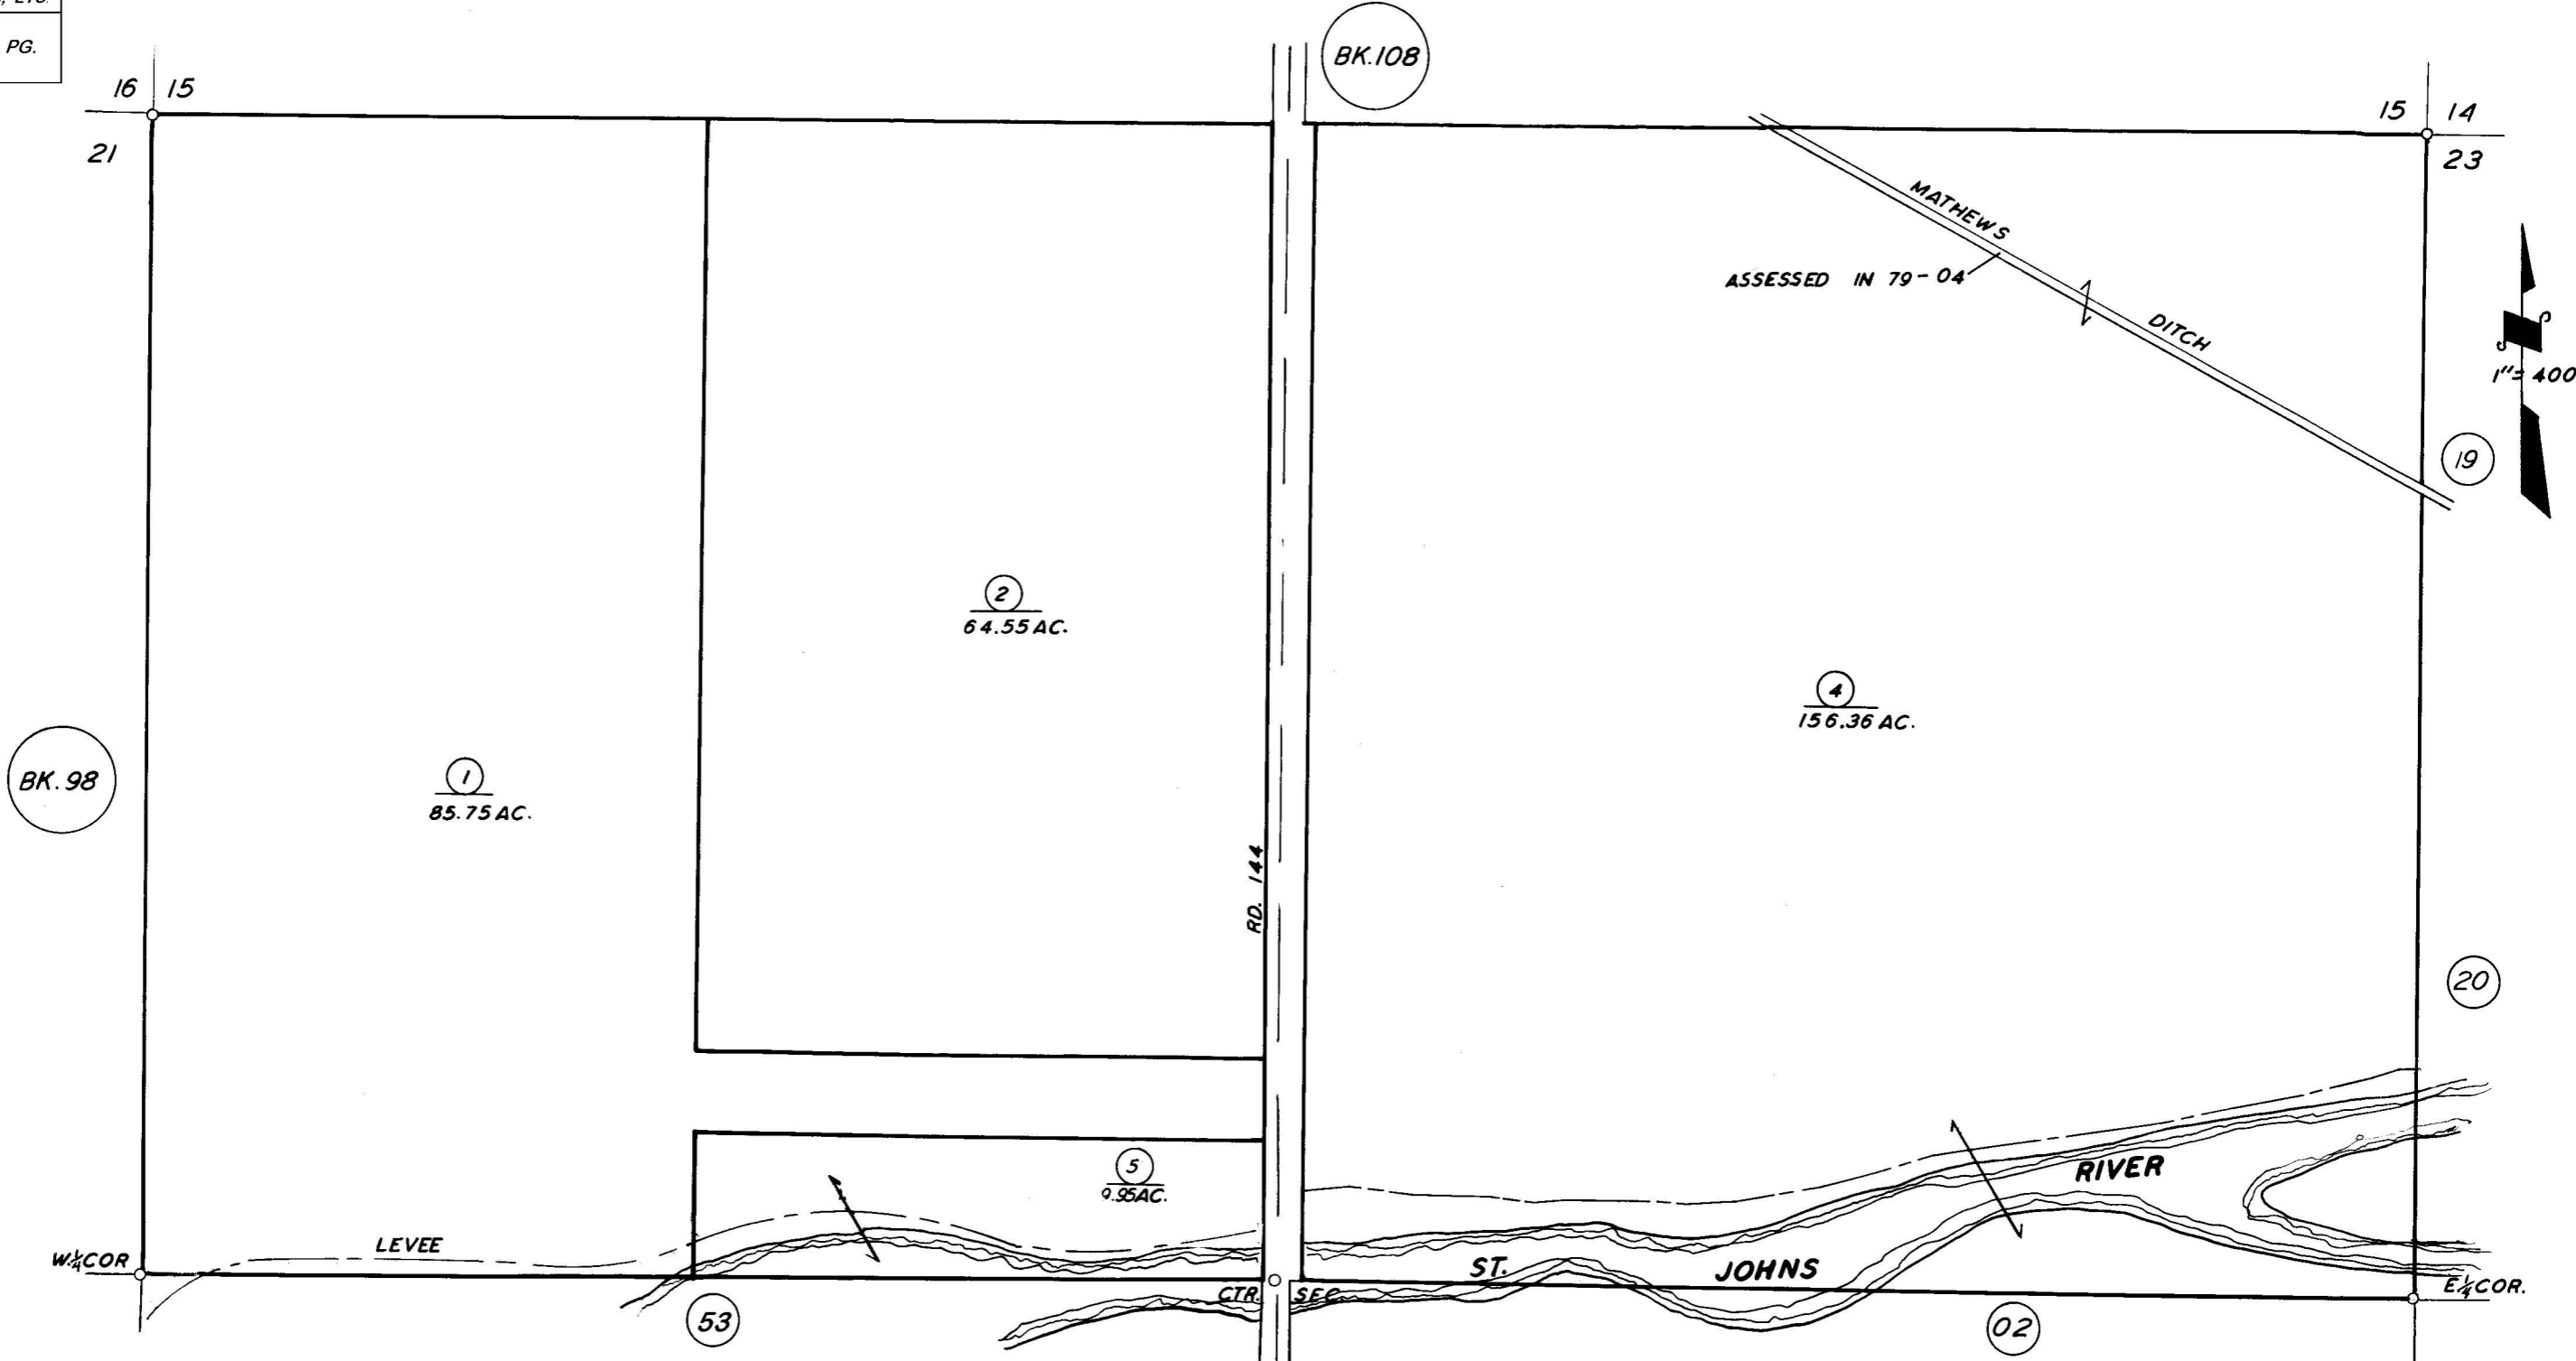 PG.
BK.108
16 15
15 14
21
23
MATHEWS
ASSESSED IN 79-04
DITCH
1"= 400
19
2
64.55 AC.
4
156.36 AC.
BK. 98
1
85.75 AC.
RD. 144
20
5
9.95AC.
RIVER
LEVEE
W.¼COR
ST. JOHNS
CTR. SEC
E.¼COR.
53
02